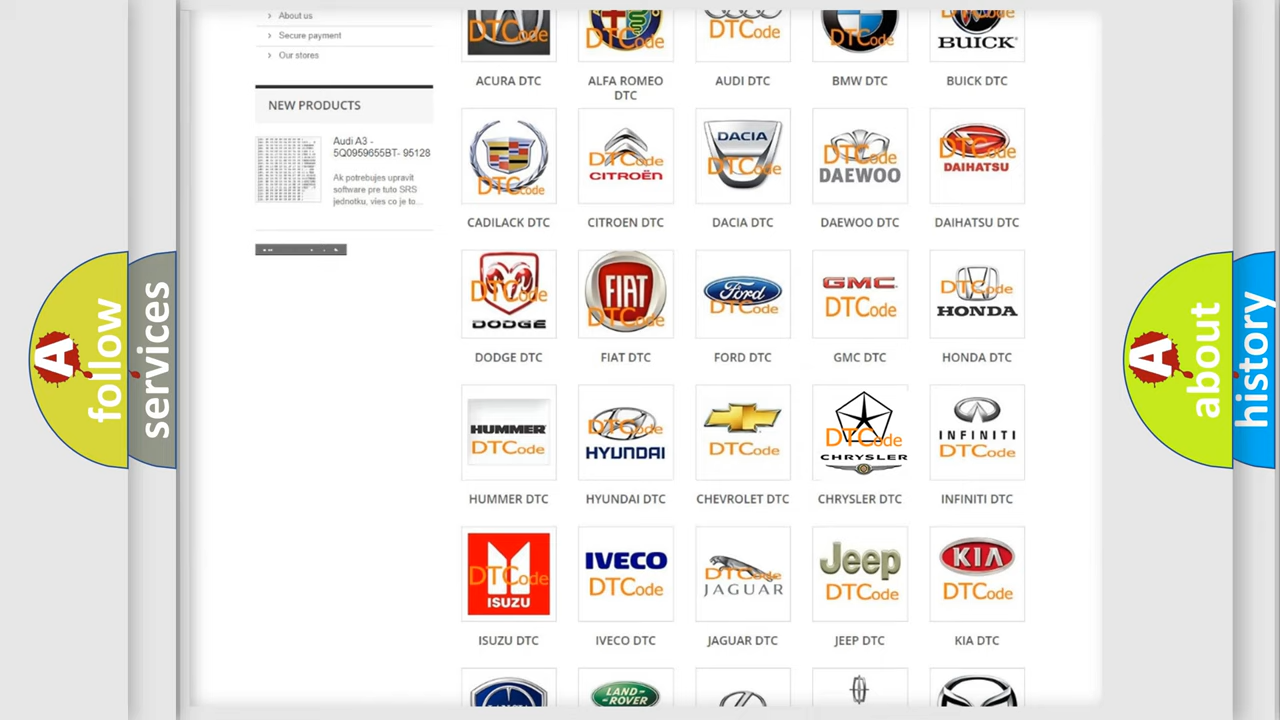 About us
Secure payment
Our stores
NEW PRODUCTS
Audi A3 -
5Q0959655BT- 95128
Ak potrebujes upravit
software pre tuto SRS
jednotku, vies co je to...
DTCode
DTCode
DTCode
DTCode
BUICK
ACURA DTC
ALFA ROMEO
DTC
AUDI DTC
BMW DTC
BUICK DTC
DTCode
DTCode
CITROËN
DACIA
DTCode
DTCode
DAEWOO
DTCode
DAIHATSU
CADILACK DTC
CITROEN DTC
DACIA DTC
DAEWOO DTC
DAIHATSU DTC
DTCode
DODGE
FIAT
DTCode
Ford
DTCode
GMC
DTCode
DTCode
HONDA
DODGE DTC
FIAT DTC
FORD DTC
GMC DTC
HONDA DTC
HUMMER
DTCode
DTCode
HYUNDAI
DTCode
DTCode
CHRYSLER
INFINITI
DTCode
HUMMER DTC
HYUNDAI DTC
CHEVROLET DTC
CHRYSLER DTC
INFINITI DTC
DTCode
ISUZU
IVECO
DTCode
DTCode
JAGUAR
Jeep
DTCode
KIA
DTCode
ISUZU DTC
IVECO DTC
JAGUAR DTC
JEEP DTC
KIA DTC
LAND-
ROVER
A
follow
services
A
about
history